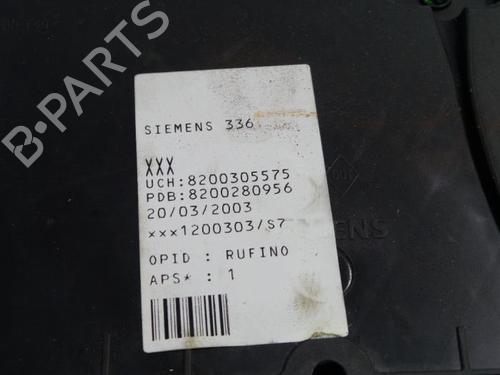 B-PARTS
SIEMENS 336
XXX
UCH:8200305575
PDB:8200280956
20/03/2003
xxx1200303/S7
OPID : RUFINO
APS* : 1